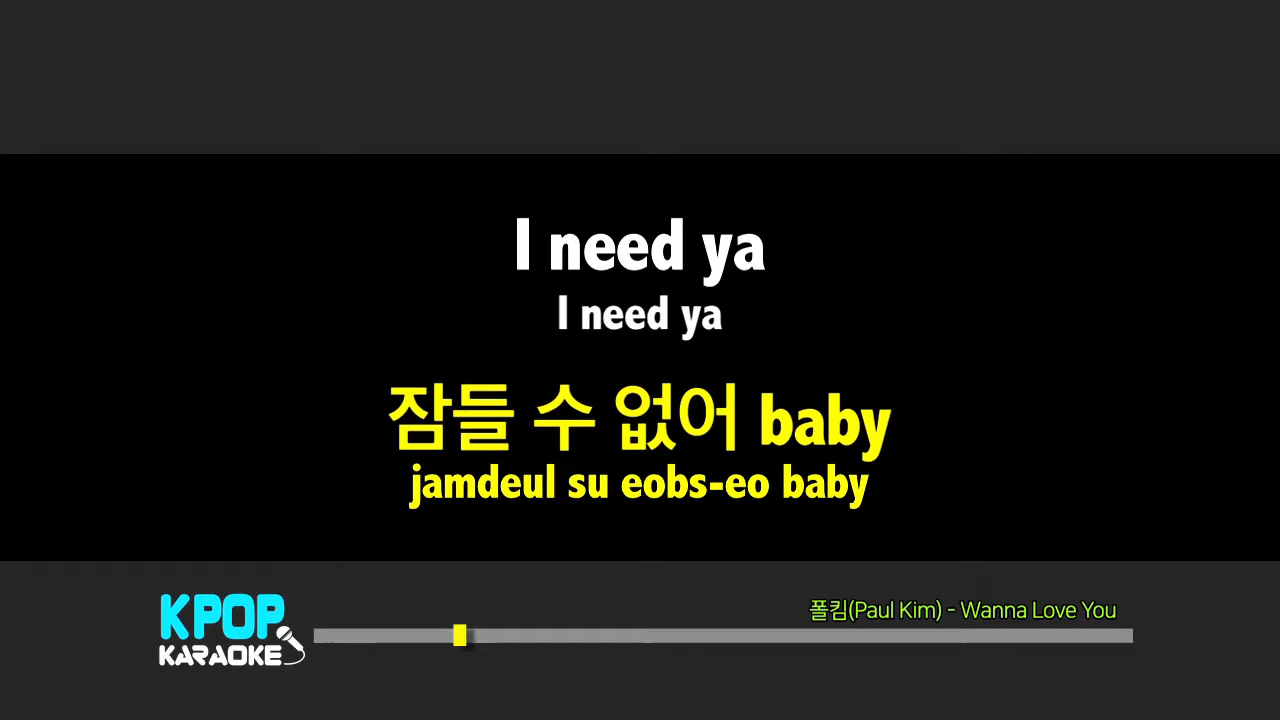 I need ya
I need ya
잠들 수 없어 baby
jamdeul su eobs-eo baby
폴킴(Paul Kim) - Wanna Love You
KPOP
KARAOKE